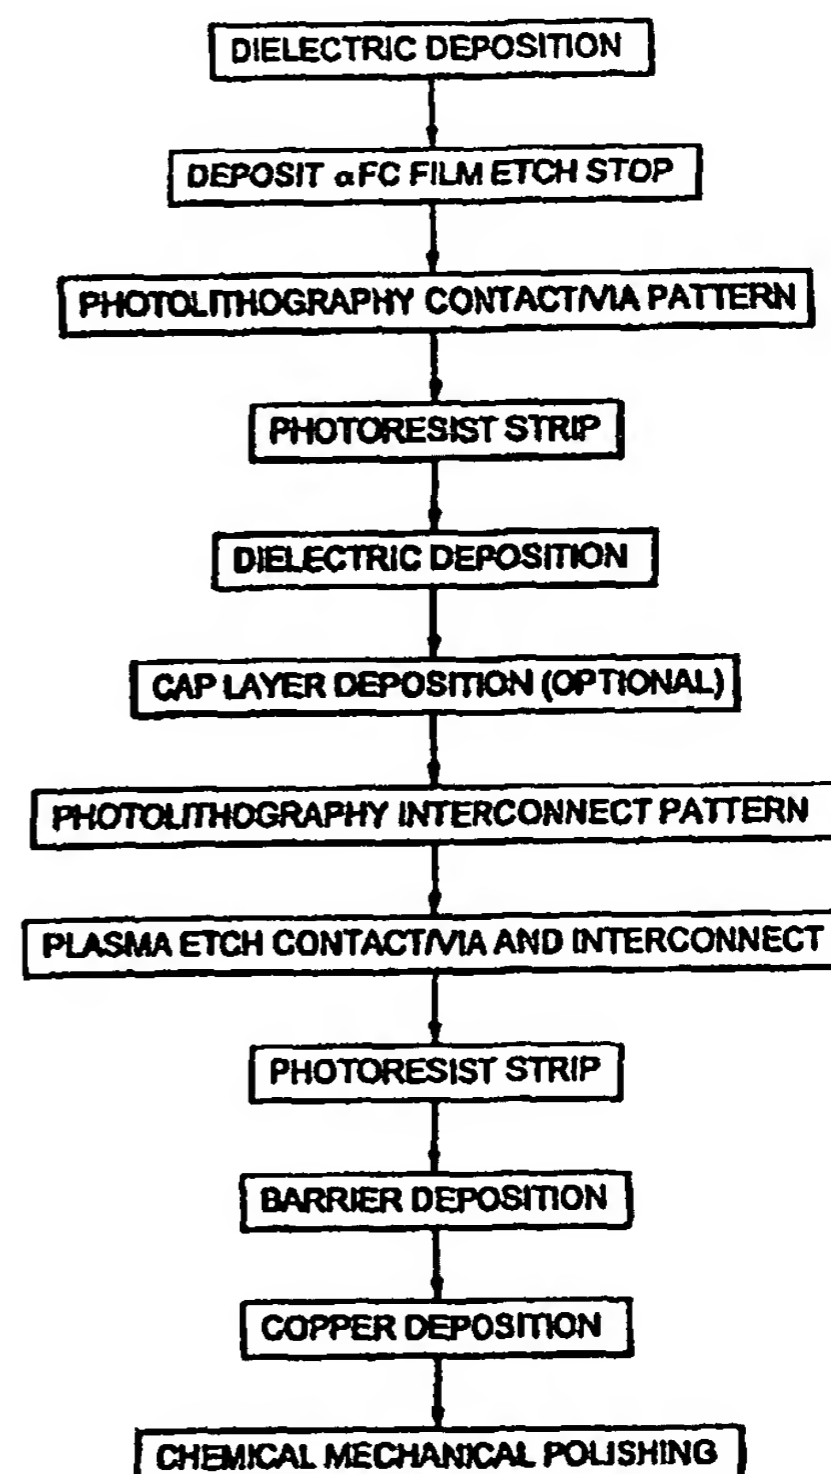 DIELECTRIC DEPOSITION
DEPOSIT αFC FILM ETCH STOP
PHOTOLITHOGRAPHY CONTACT/VIA PATTERN
PHOTORESIST STRIP
DIELECTRIC DEPOSITION
CAP LAYER DEPOSITION (OPTIONAL)
PHOTOLITHOGRAPHY INTERCONNECT PATTERN
PLASMA ETCH CONTACT/VIA AND INTERCONNECT
PHOTORESIST STRIP
BARRIER DEPOSITION
COPPER DEPOSITION
CHEMICAL MECHANICAL POLISHING